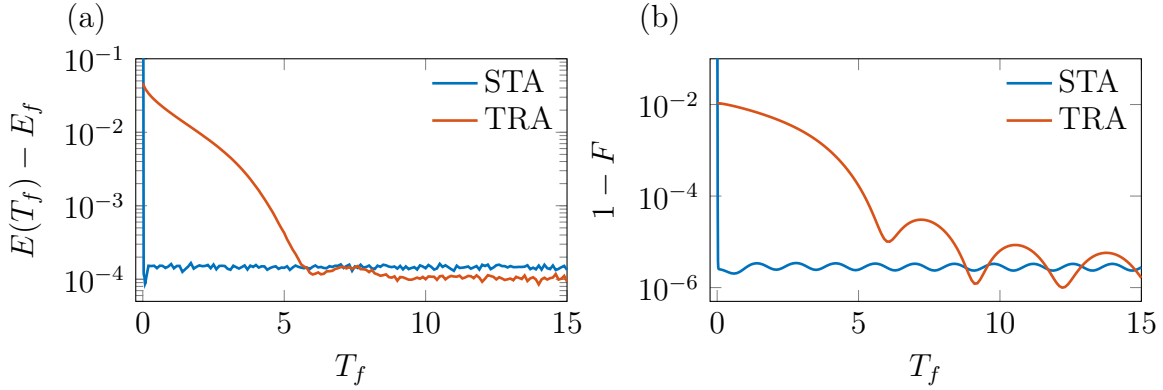 (a)
10⁻¹
10⁻²
10⁻³
10⁻⁴
E(T_f) − E_f
STA
TRA
0 5 10 15
T_f
(b)
10⁻²
10⁻⁴
10⁻⁶
1 − F
STA
TRA
0 5 10 15
T_f